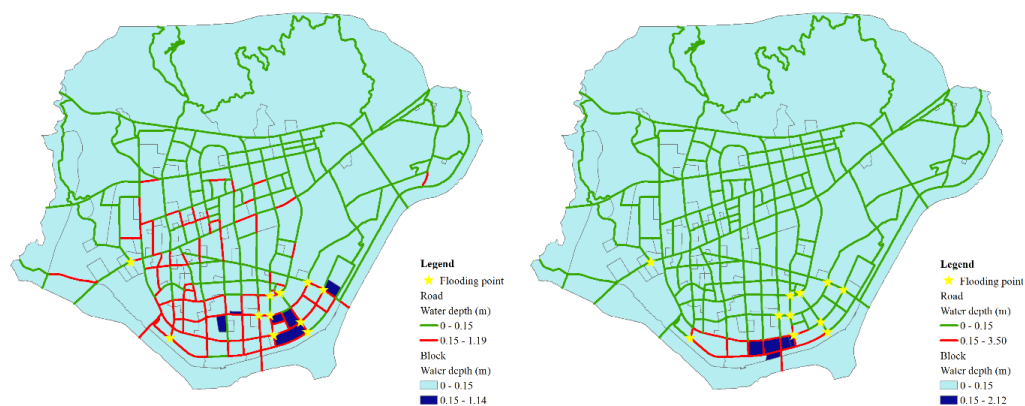 Legend
Flooding point
Road
Water depth (m)
0 - 0.15
0.15 - 1.19
Block
Water depth (m)
0 - 0.15
0.15 - 1.14
Legend
Flooding point
Road
Water depth (m)
0 - 0.15
0.15 - 3.50
Block
Water depth (m)
0 - 0.15
0.15 - 2.12